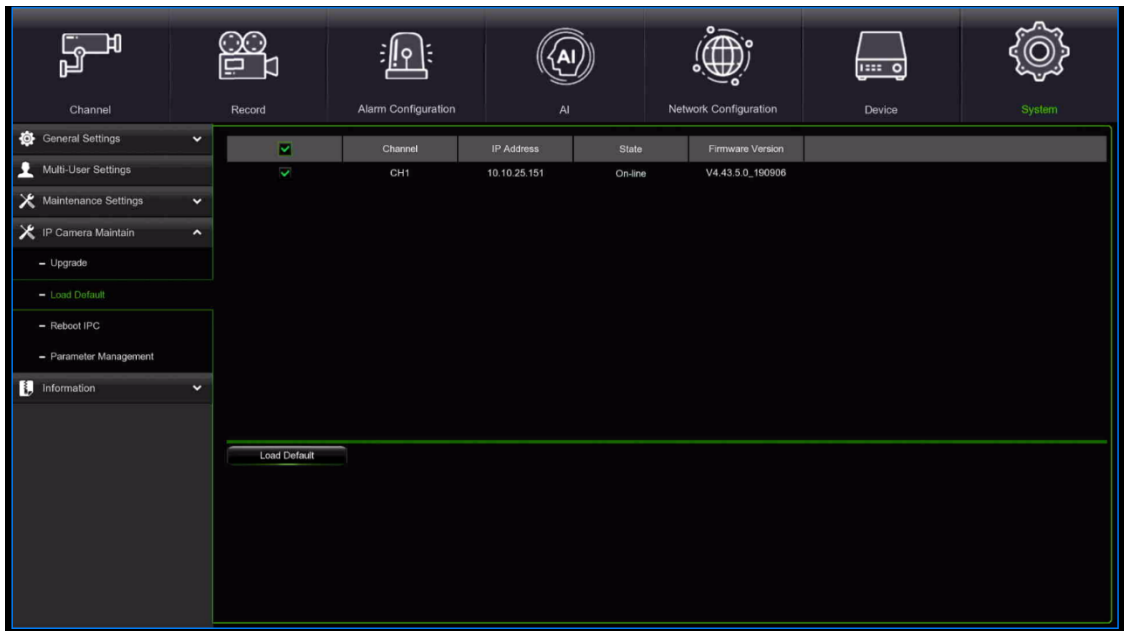 AI
Channel Record Alarm Configuration AI Network Configuration Device System
General Settings
Multi-User Settings
Maintenance Settings
IP Camera Maintain
– Upgrade
– Load Default
– Reboot IPC
– Parameter Management
Information
Channel IP Address State Firmware Version
CH1 10.10.25.151 On-line V4.43.5.0_190906
Load Default